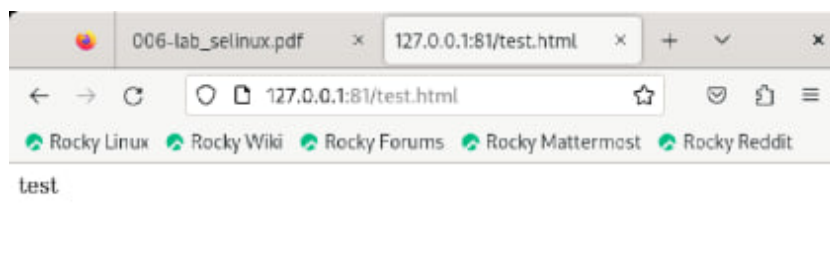 006-lab_selinux.pdf
127.0.0.1:81/test.html
127.0.0.1:81/test.html
Rocky Linux Rocky Wiki Rocky Forums Rocky Mattermost Rocky Reddit
test